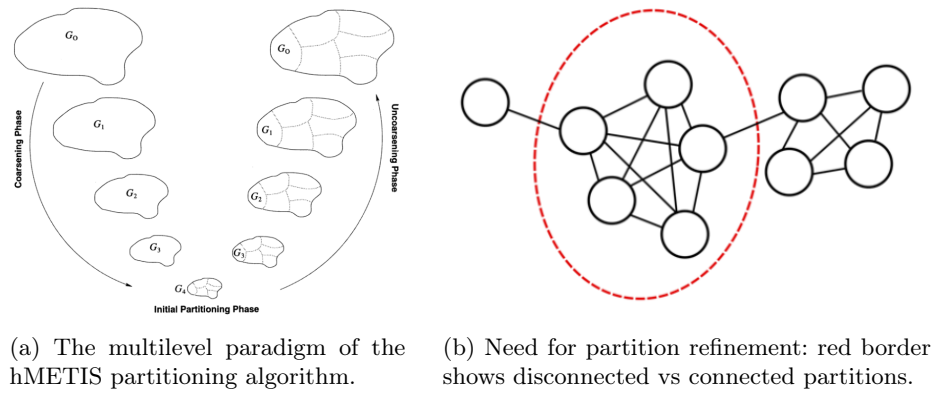 G₀
G₀
Coarsening Phase
G₁
G₁
Uncoarsening Phase
G₂
G₂
G₃
G₃
G₄
Initial Partitioning Phase
(a) The multilevel paradigm of the
hMETIS partitioning algorithm.
(b) Need for partition refinement: red border
shows disconnected vs connected partitions.